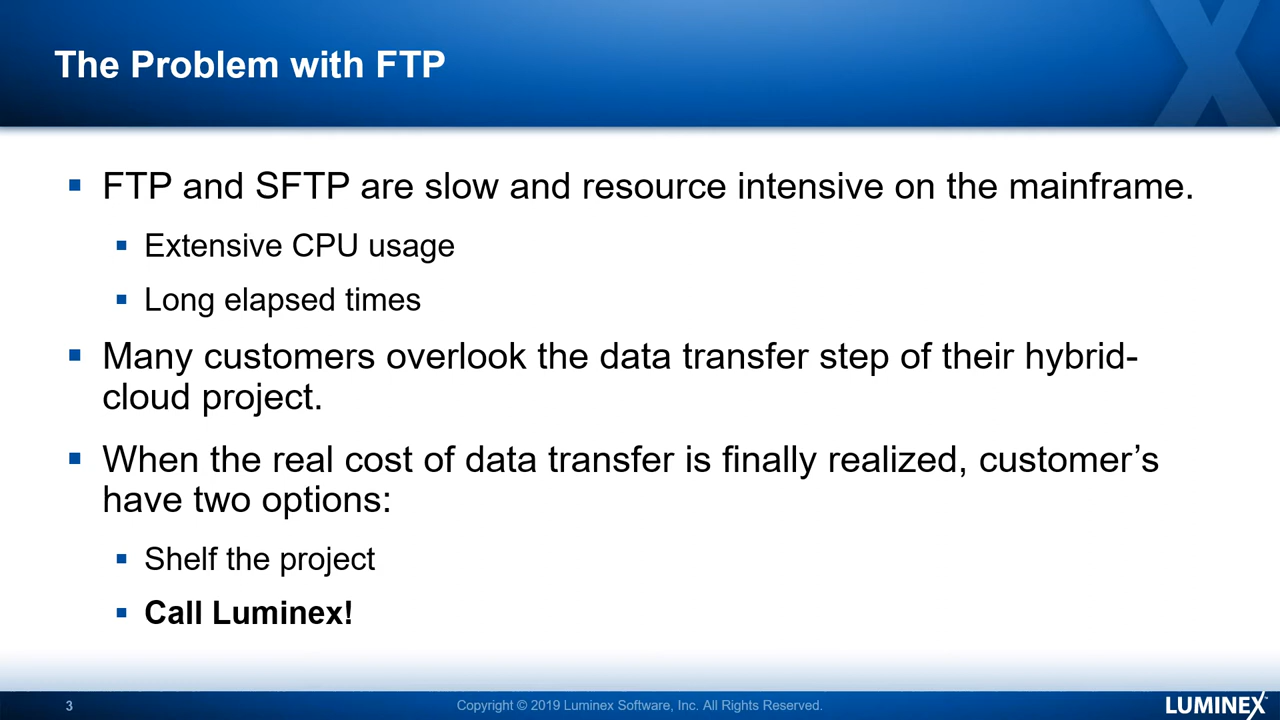 The Problem with FTP
FTP and SFTP are slow and resource intensive on the mainframe.
Extensive CPU usage
Long elapsed times
Many customers overlook the data transfer step of their hybrid-
cloud project.
When the real cost of data transfer is finally realized, customer’s
have two options:
Shelf the project
Call Luminex!
3
Copyright © 2019 Luminex Software, Inc. All Rights Reserved.
LUMINEX